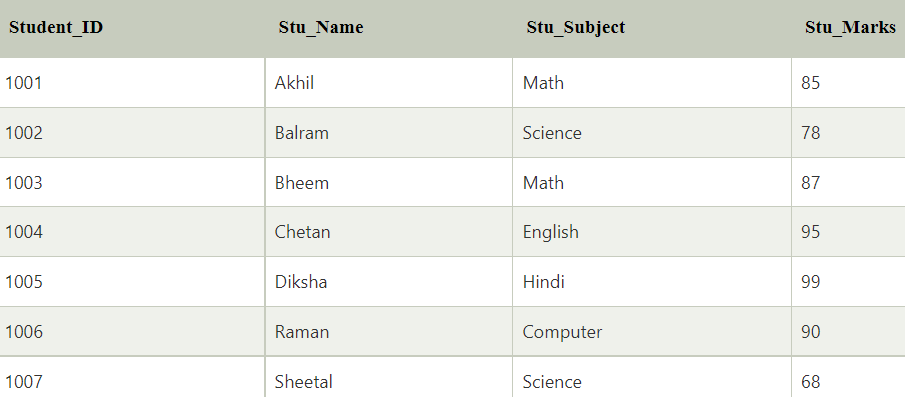 Student_ID Stu_Name Stu_Subject Stu_Marks
1001 Akhil Math 85
1002 Balram Science 78
1003 Bheem Math 87
1004 Chetan English 95
1005 Diksha Hindi 99
1006 Raman Computer 90
1007 Sheetal Science 68